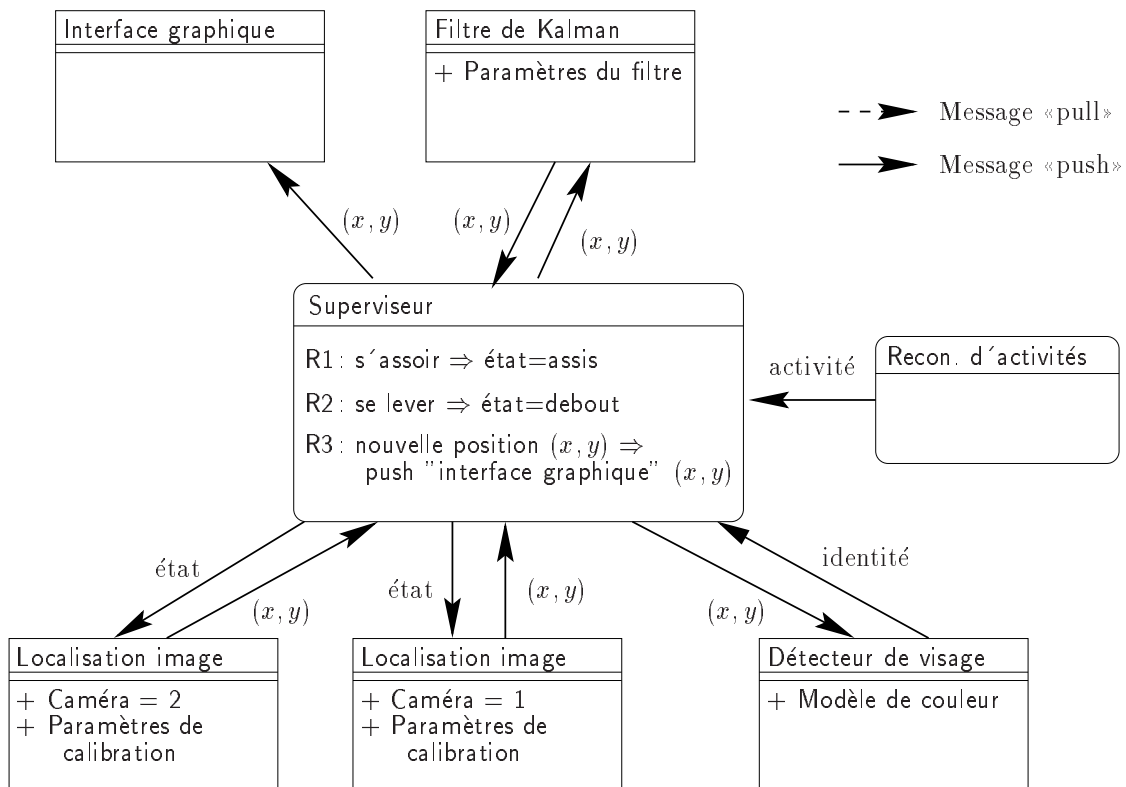 Interface graphique
Filtre de Kalman
+ Paramètres du filtre
Message «pull»
Message «push»
(x, y)
(x, y)
(x, y)
Superviseur
R1: s´assoir ⇒ état=assis
R2: se lever ⇒ état=debout
R3: nouvelle position (x, y) ⇒
push ”interface graphique” (x, y)
activité
Recon. d´activités
état
(x, y)
état
(x, y)
(x, y)
identité
Localisation image
+ Caméra = 2
+ Paramètres de
calibration
Localisation image
+ Caméra = 1
+ Paramètres de
calibration
Détecteur de visage
+ Modèle de couleur